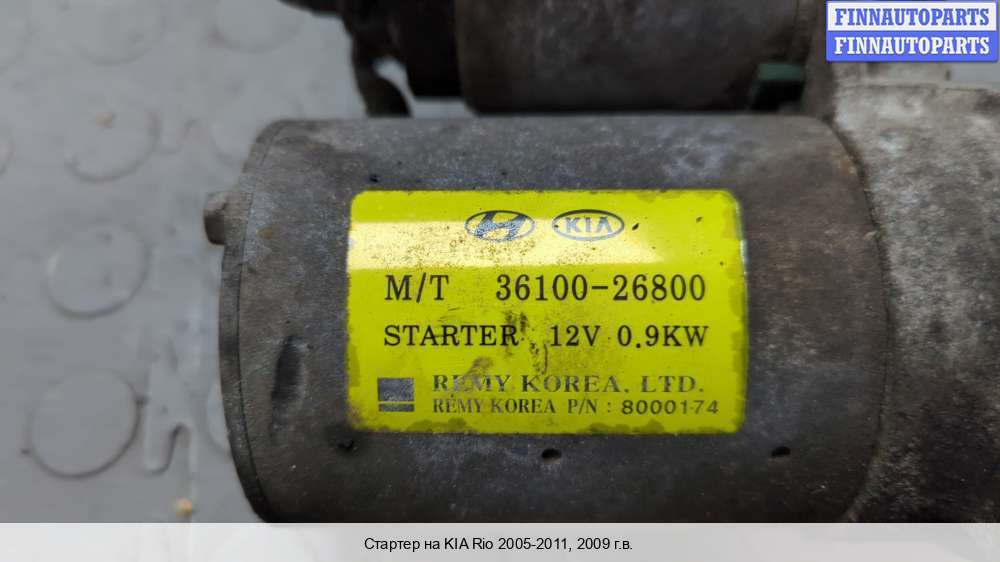 FINNAUTOPARTS
FINNAUTOPARTS
KIA
M/T 36100-26800
STARTER 12V 0.9KW
REMY KOREA. LTD.
REMY KOREA P/N : 8000174
Стартер на KIA Rio 2005-2011, 2009 г.в.